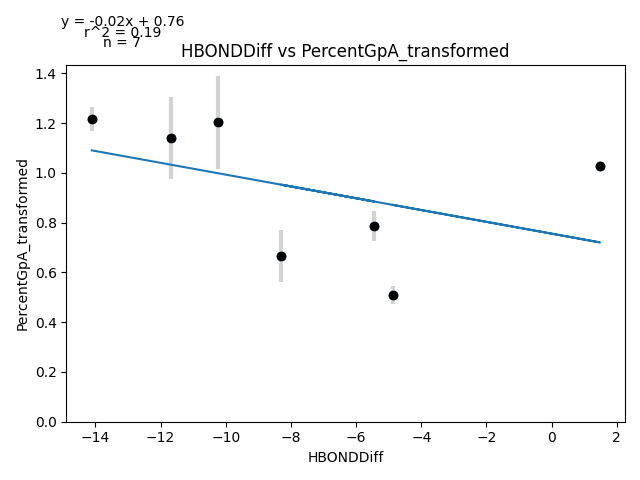 y = -0.02x + 0.76
r^2 = 0.19
n = 7
HBONDDiff vs PercentGpA_transformed
PercentGpA_transformed
1.4
1.2
1.0
0.8
0.6
0.4
0.2
0.0
−14
−12
−10
−8
−6
−4
−2
0
2
HBONDDiff